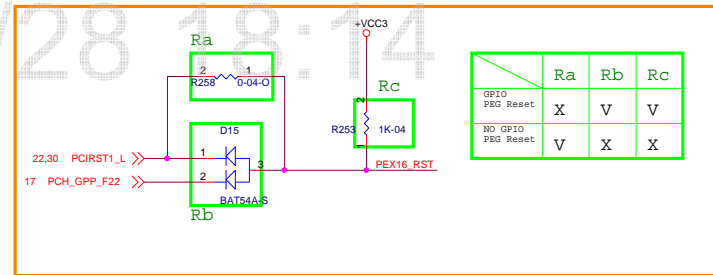 /28 18:14
+VCC3
Ra
2 1
R258 0-04-O
Rc
2
R253 1K-04
1
D15
22,30 PCIRST1_L 1
3 PEX16_RST
17 PCH_GPP_F22 2
BAT54A-S
Rb
Ra Rb Rc
GPIO
PEG Reset X V V
NO GPIO
PEG Reset V X X